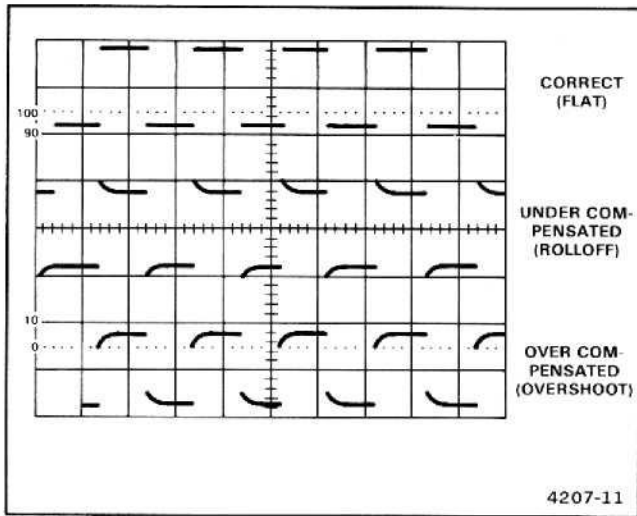 CORRECT
(FLAT)
100
90
UNDER COM-
PENSATED
(ROLLOFF)
10
0
OVER COM-
PENSATED
(OVERSHOOT)
4207-11